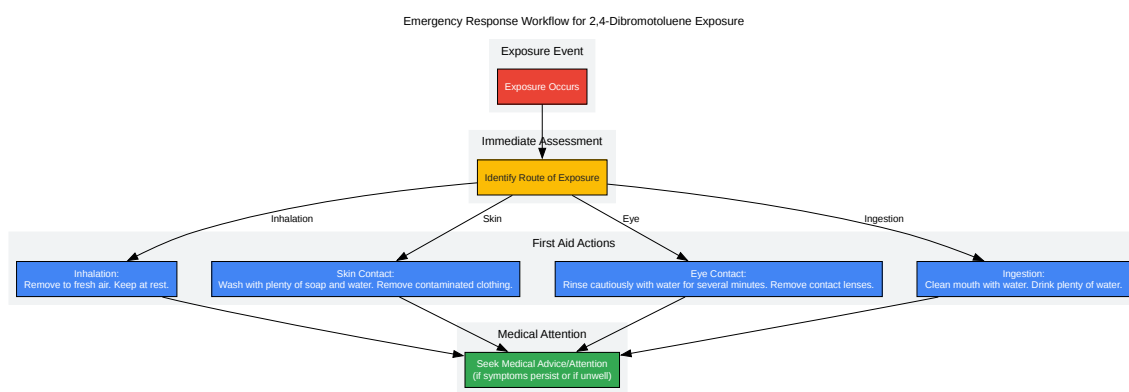 Emergency Response Workflow for 2,4-Dibromotoluene Exposure
Exposure Event
Exposure Occurs
Immediate Assessment
Identify Route of Exposure
Inhalation
Skin
Eye
Ingestion
First Aid Actions
Inhalation:
Remove to fresh air. Keep at rest.
Skin Contact:
Wash with plenty of soap and water. Remove contaminated clothing.
Eye Contact:
Rinse cautiously with water for several minutes. Remove contact lenses.
Ingestion:
Clean mouth with water. Drink plenty of water.
Medical Attention
Seek Medical Advice/Attention
(if symptoms persist or if unwell)